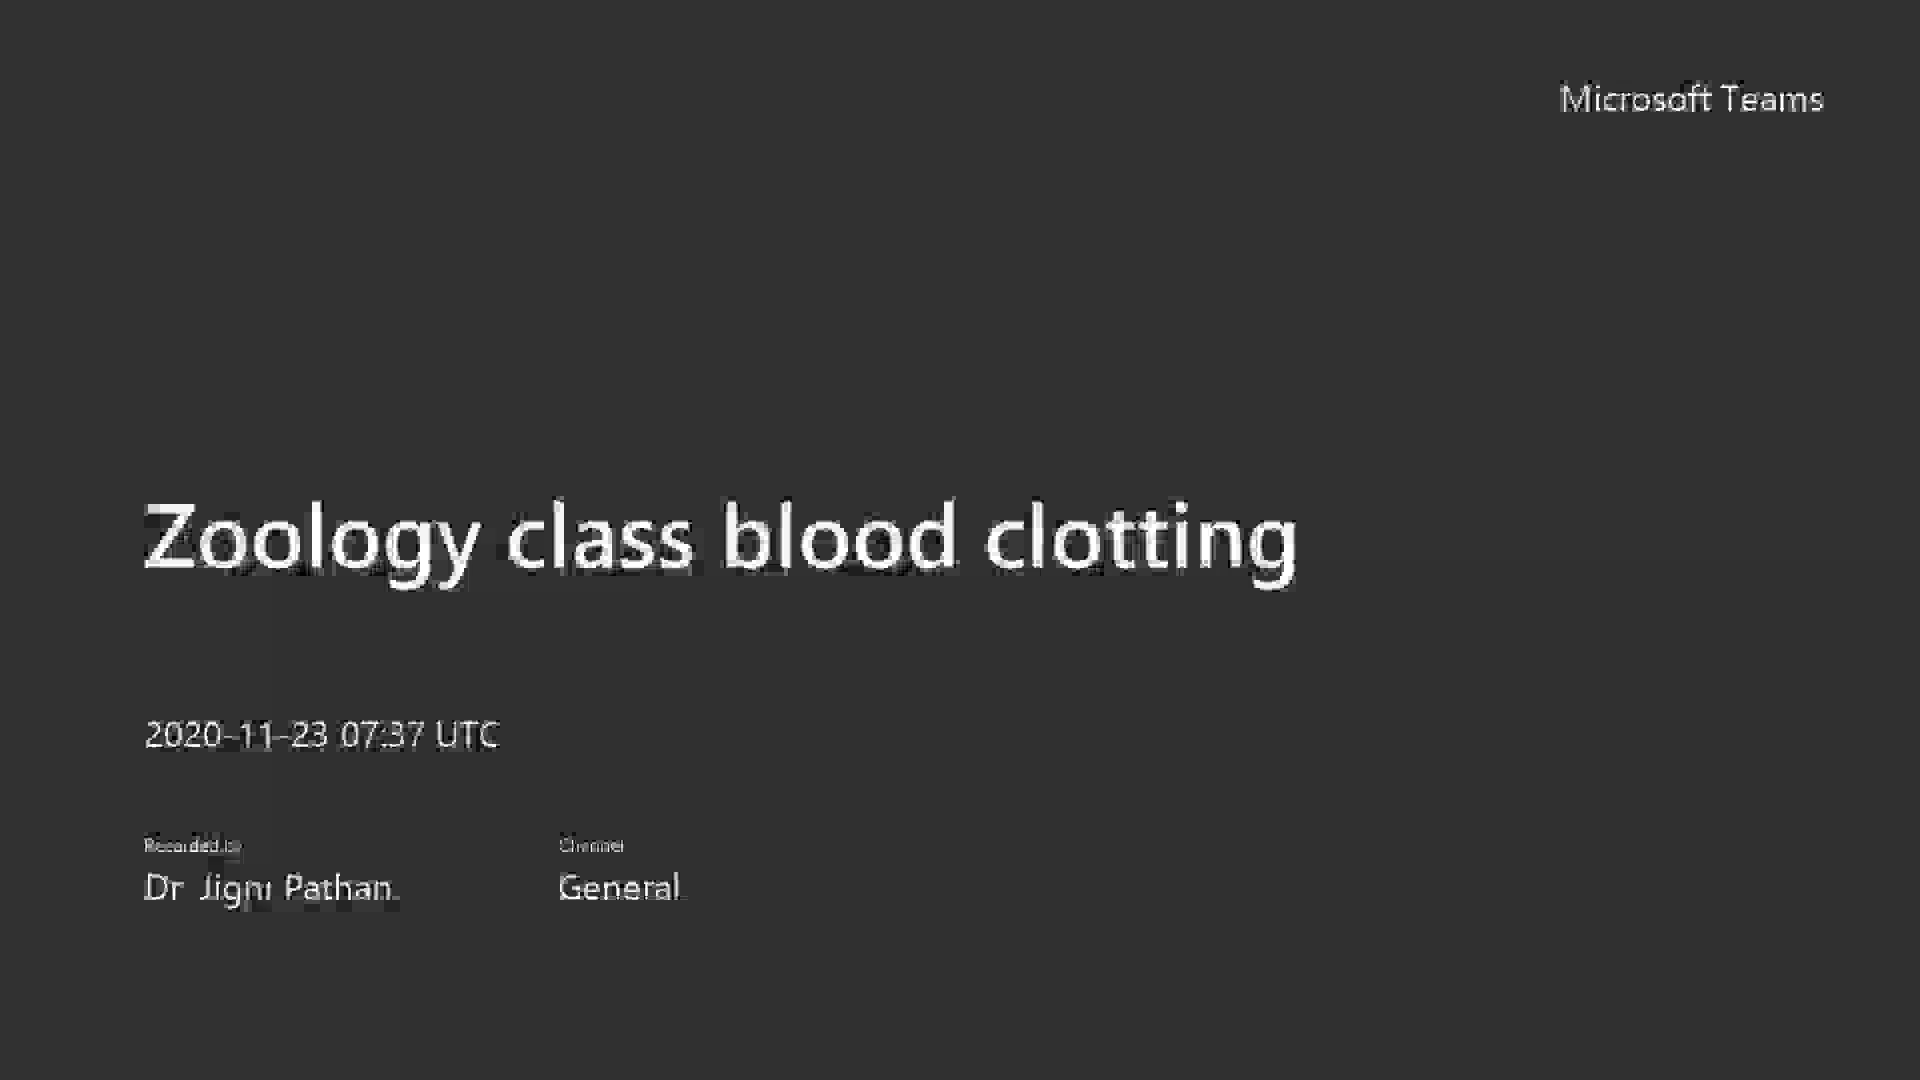 Microsoft Teams
Zoology class blood clotting
2020-11-23 07:37 UTC
Recorded by
Channel
Dr Jigni Pathan
General